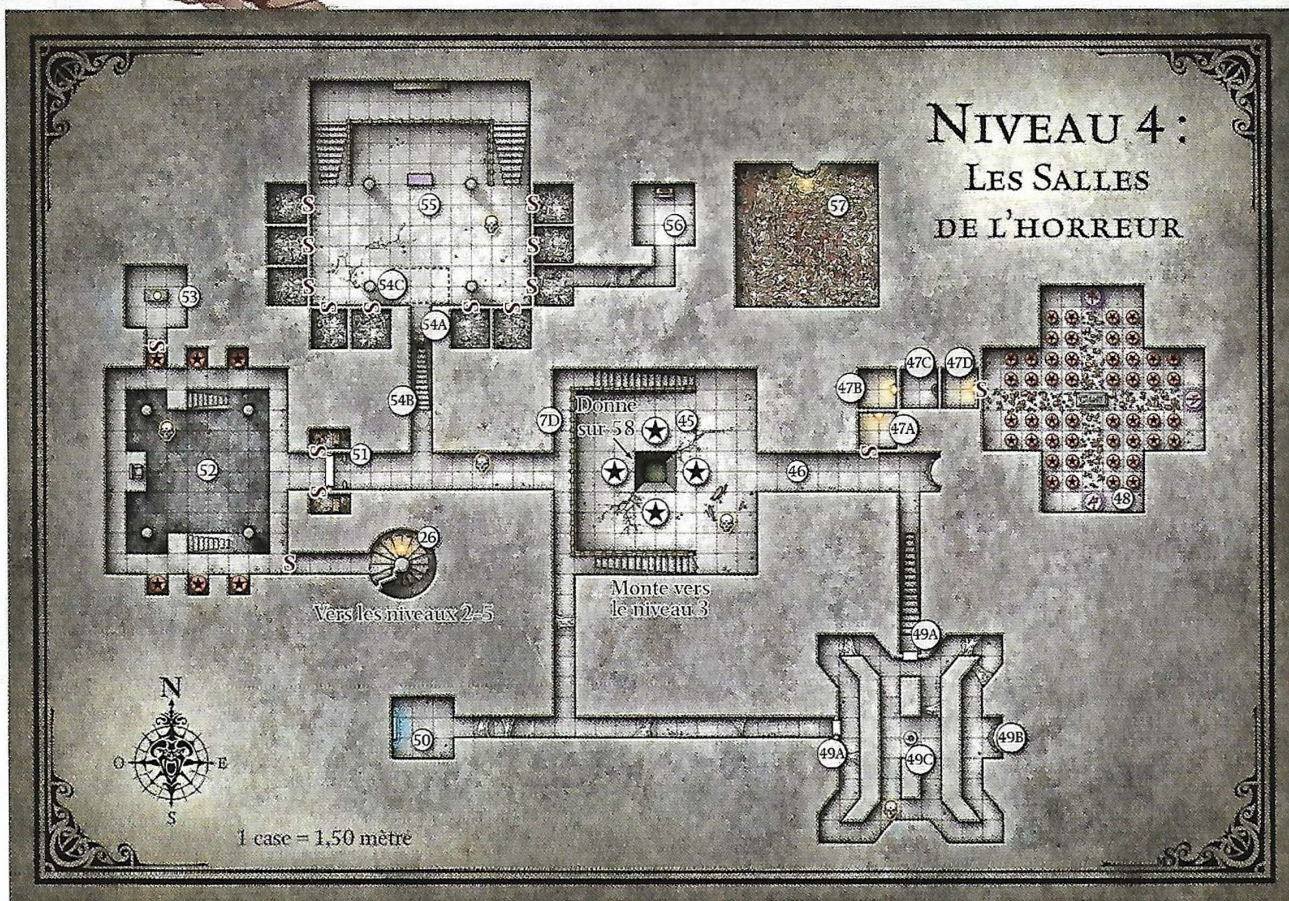 NIVEAU 4 :
LES SALLES
DE L'HORREUR
55
56
57
53
S
S
S
S
S
S
54C
S
S
S
S
54A
S
47C
47D
47B
S
54B
7D
Donne
sur 58
45
47A
S
51
S
52
46
48
S
26
S
Monte vers
le niveau 3
Vers les niveaux 2-5
49A
N
O
E
S
50
49A
49C
49B
1 case = 1,50 mètre